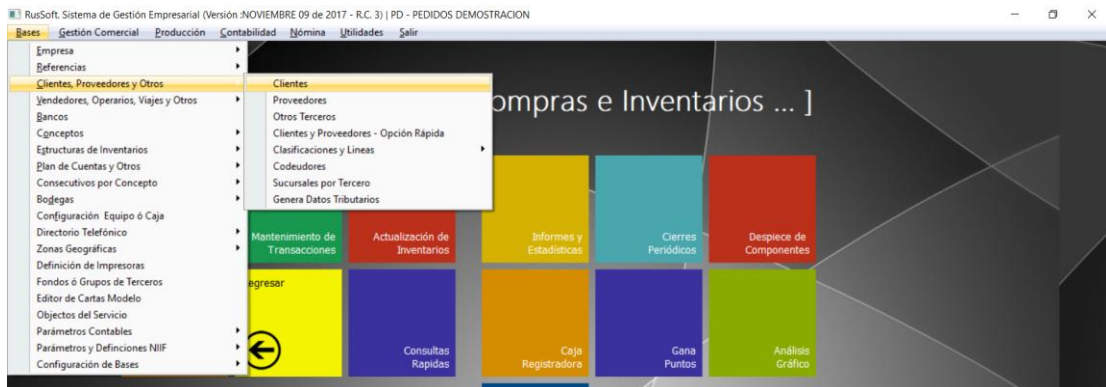 RusSoft. Sistema de Gestión Empresarial (Versión :NOVIEMBRE 09 de 2017 - R.C. 3) | PD - PEDIDOS DEMOSTRACION
Bases Gestión Comercial Producción Contabilidad Nómina Utilidades Salir
Empresa
Referencias
Clientes, Proveedores y Otros
Vendedores, Operarios, Viajes y Otros
Bancos
Conceptos
Estructuras de Inventarios
Plan de Cuentas y Otros
Consecutivos por Concepto
Bodegas
Configuración Equipo ó Caja
Directorio Telefónico
Zonas Geográficas
Definición de Impresoras
Fondos ó Grupos de Terceros
Editor de Cartas Modelo
Objectos del Servicio
Parámetros Contables
Parámetros y Definciones NIIF
Configuración de Bases
Clientes
Proveedores
Otros Terceros
Clientes y Proveedores - Opción Rápida
Clasificaciones y Lineas
Codeudores
Sucursales por Tercero
Genera Datos Tributarios
ompras e Inventarios ... ]
Mantenimiento de
Transacciones
Actualización de
Inventarios
Informes y
Estadísticas
Cierres
Periódicos
Despiece de
Componentes
egresar
Consultas
Rapidas
Caja
Registradora
Gana
Puntos
Análisis
Gráfico